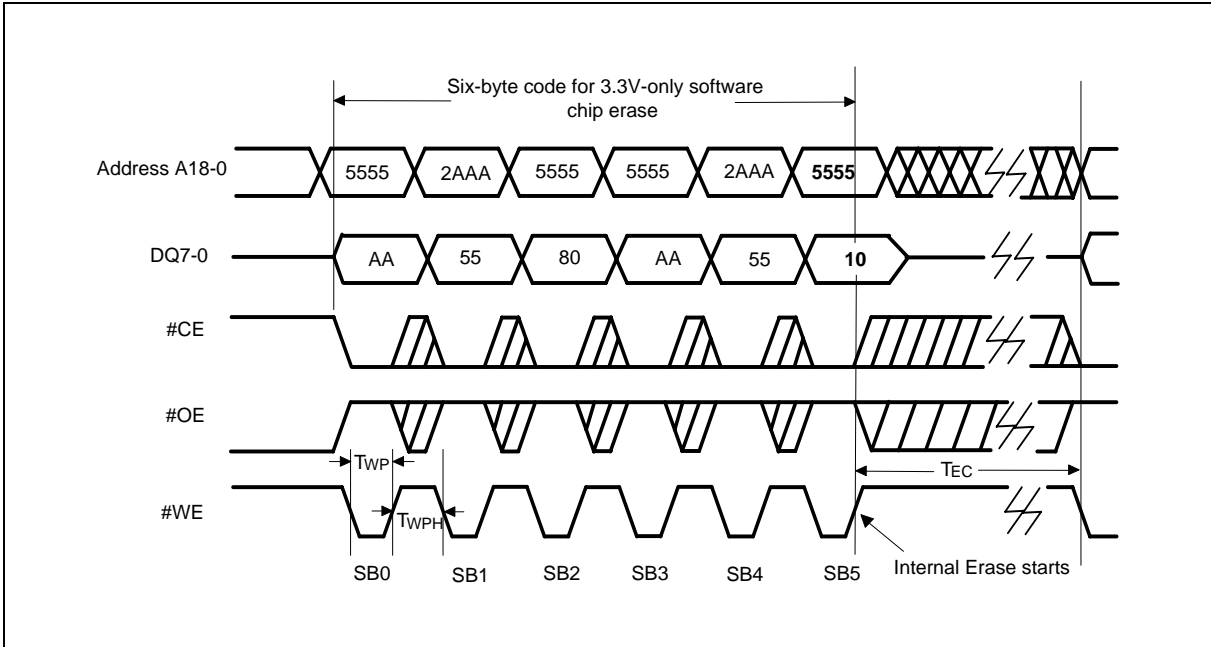 Six-byte code for 3.3V-only software
chip erase
Address A18-0
5555 2AAA 5555 5555 2AAA 5555
DQ7-0
AA 55 80 AA 55 10
#CE
#OE
TWP
TEC
#WE
TWPH
SB0 SB1 SB2 SB3 SB4 SB5
Internal Erase starts